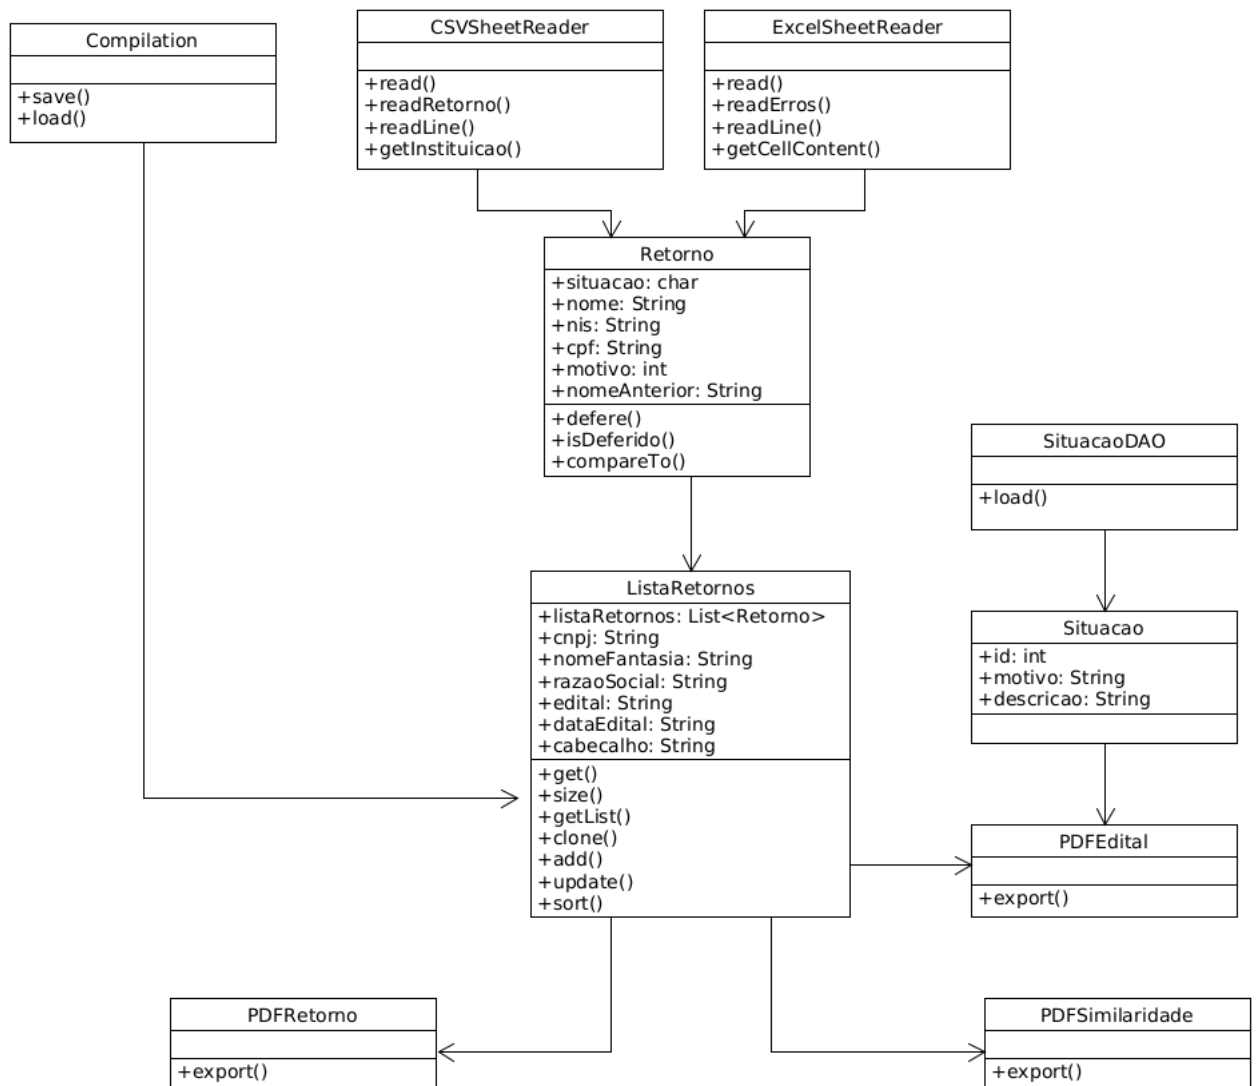 Compilation
+save()
+load()
CSVSheetReader
+read()
+readRetorno()
+readLine()
+getInstituicao()
ExcelSheetReader
+read()
+readErros()
+readLine()
+getCellContent()
Retorno
+situacao: char
+nome: String
+nis: String
+cpf: String
+motivo: int
+nomeAnterior: String
+defere()
+isDeferido()
+compareTo()
SituacaoDAO
+load()
ListaRetornos
+listaRetornos: List<Retorno>
+cnpj: String
+nomeFantasia: String
+razaoSocial: String
+edital: String
+dataEdital: String
+cabecalho: String
+get()
+size()
+getList()
+clone()
+add()
+update()
+sort()
Situacao
+id: int
+motivo: String
+descricao: String
PDFEdital
+export()
PDFRetorno
+export()
PDFSimilaridade
+export()